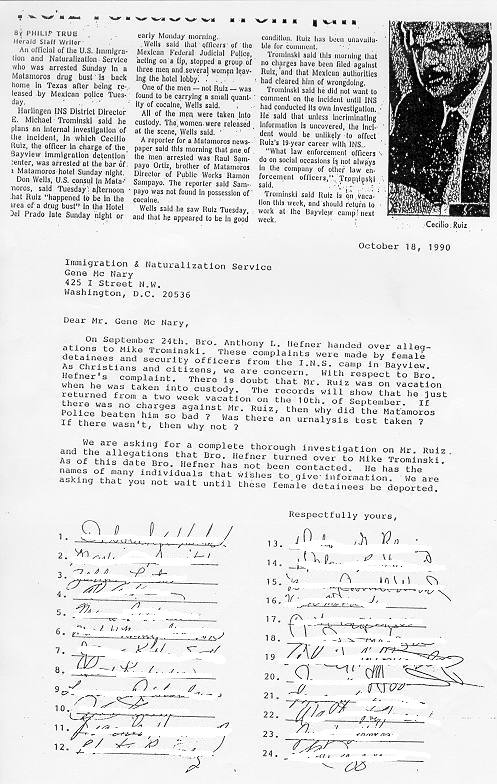 Ruiz released from jail
By PHILIP TRUE
Herald Staff Writer
An official of the U.S. Immigra-
tion and Naturalization Service
who was arrested Sunday in a
Matamoros drug bust is back
home in Texas after being re-
leased by Mexican police Tues-
day.
Harlingen INS District Director
E. Michael Trominski said he
plans an internal investigation of
the incident, in which Cecilio
Ruiz, the officer in charge of the
Bayview immigration detention
center, was arrested at the bar of
a Matamoros hotel Sunday night.
Don Wells, U.S. consul in Mata-
moros, said Tuesday afternoon
that Ruiz "happened to be in the
area of a drug bust" in the Hotel
Del Prado late Sunday night or
early Monday morning.
Wells said that officers of the
Mexican Federal Judicial Police,
acting on a tip, stopped a group of
three men and several women leav-
ing the hotel lobby.
One of the men — not Ruiz — was
found to be carrying a small quanti-
ty of cocaine, Wells said.
All of the men were taken into
custody. The women were released
at the scene, Wells said.
A reporter for a Matamoros news-
paper said this morning that one of
the men arrested was Raul Sam-
payo Ortiz, brother of Matamoros
Director of Public Works Ramon
Sampayo. The reporter said Sam-
payo was not found in possession of
cocaine.
Wells said he saw Ruiz Tuesday,
and that he appeared to be in good
condition. Ruiz has been unavaila-
ble for comment.
Trominski said this morning that
no charges have been filed against
Ruiz, and that Mexican authorities
had cleared him of wrongdoing.
Trominski said he did not want to
comment on the incident until INS
had conducted its own investigation.
He said that unless incriminating
information is uncovered, the inci-
dent would be unlikely to affect
Ruiz's 19-year career with INS.
"What law enforcement officers
do on social occasions is not always
in the company of other law en-
forcement officers," Trominski
said.
Trominski said Ruiz is on vaca-
tion this week, and should return to
work at the Bayview camp next
week.
Cecilio Ruiz
October 18, 1990
Immigration & Naturalization Service
Gene Mc Nary
425 I Street N.W.
Washington, D.C. 20536
Dear Mr. Gene Mc Nary,
On September 24th. Bro. Anthony L. Hefner handed over alleg-
ations to Mike Trominski. These complaints were made by female
detainees and security officers from the I.N.S. camp in Bayview.
As Christians and citizens, we are concern. With respect to Bro.
Hefner's complaint. There is doubt that Mr. Ruiz was on vacation
when he was taken into custody. The records will show that he just
returned from a two week vacation on the 10th. of September. If
there was no charges against Mr. Ruiz, then why did the Matamoros
Police beaten him so bad ? Was there an urnalysis test taken ?
If there wasn't, then why not ?
We are asking for a complete thorough investigation on Mr. Ruiz
and the allegations that Bro. Hefner turned over to Mike Trominski.
As of this date Bro. Hefner has not been contacted. He has the
names of many individuals that wishes to give information. We are
asking that you not wait until these female detainees be deported.
Respectfully yours,
1.
2.
3.
4.
5.
6.
7.
8.
9.
10.
11.
12.
13.
14.
15.
16.
17.
18.
19
20.
21.
22.
23.
24.